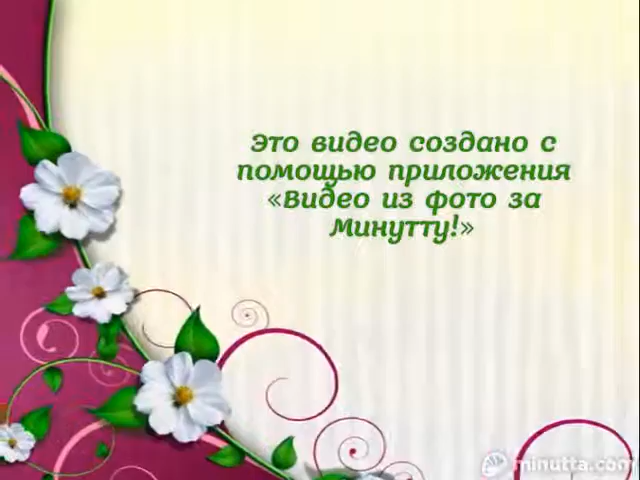 Это видео создано с
помощью приложения
«Видео из фото за
Минутту!»
minutta.com